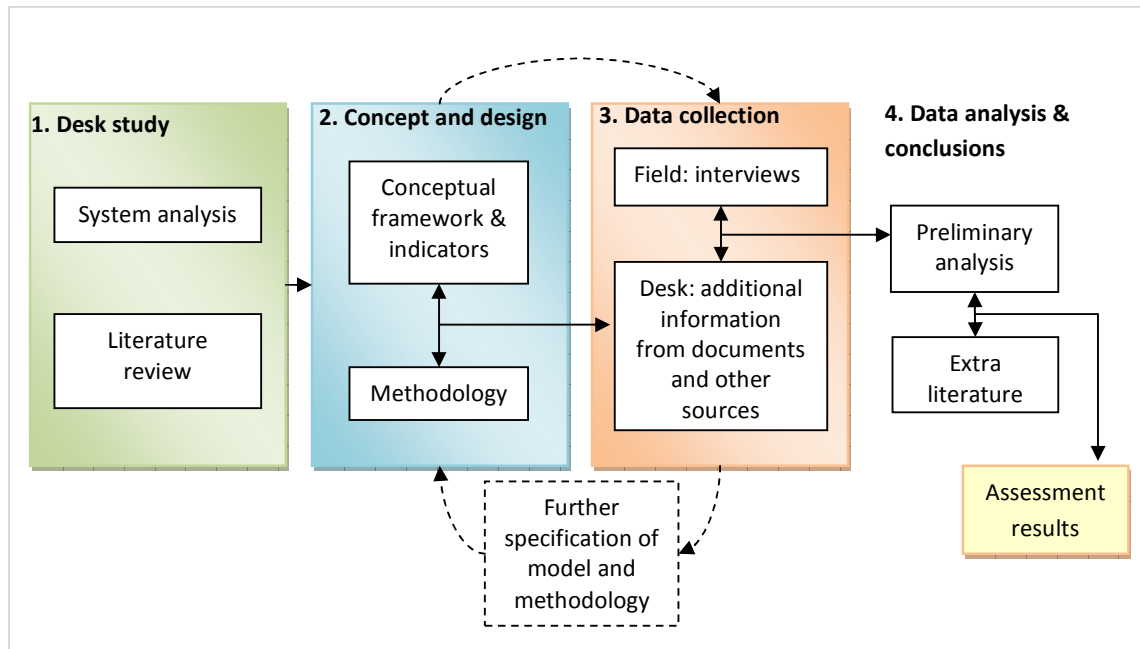 1. Desk study
System analysis
Literature
review
2. Concept and design
Conceptual
framework &
indicators
Methodology
3. Data collection
Field: interviews
Desk: additional
information
from documents
and other
sources
Further
specification of
model and
methodology
4. Data analysis &
conclusions
Preliminary
analysis
Extra
literature
Assessment
results